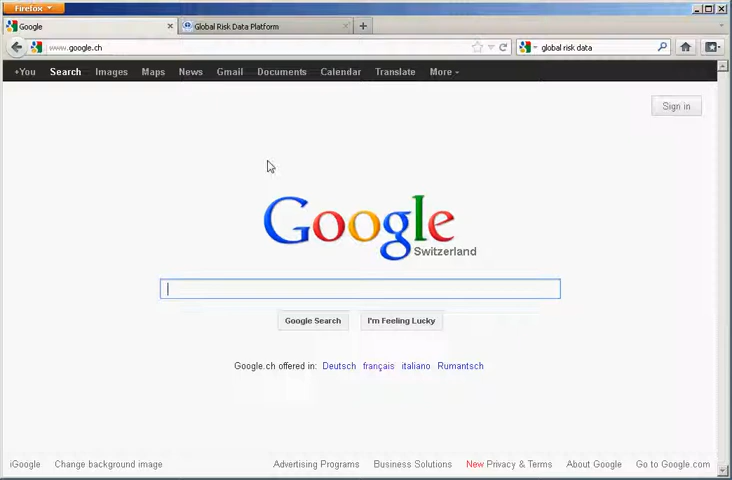 Firefox
Google
Global Risk Data Platform
www.google.ch
global risk data
+You Search Images Maps News Gmail Documents Calendar Translate More
Sign in
Google
Switzerland
Google Search
I'm Feeling Lucky
Google.ch offered in: Deutsch français italiano Rumantsch
iGoogle Change background image Advertising Programs Business Solutions New Privacy & Terms About Google Go to Google.com